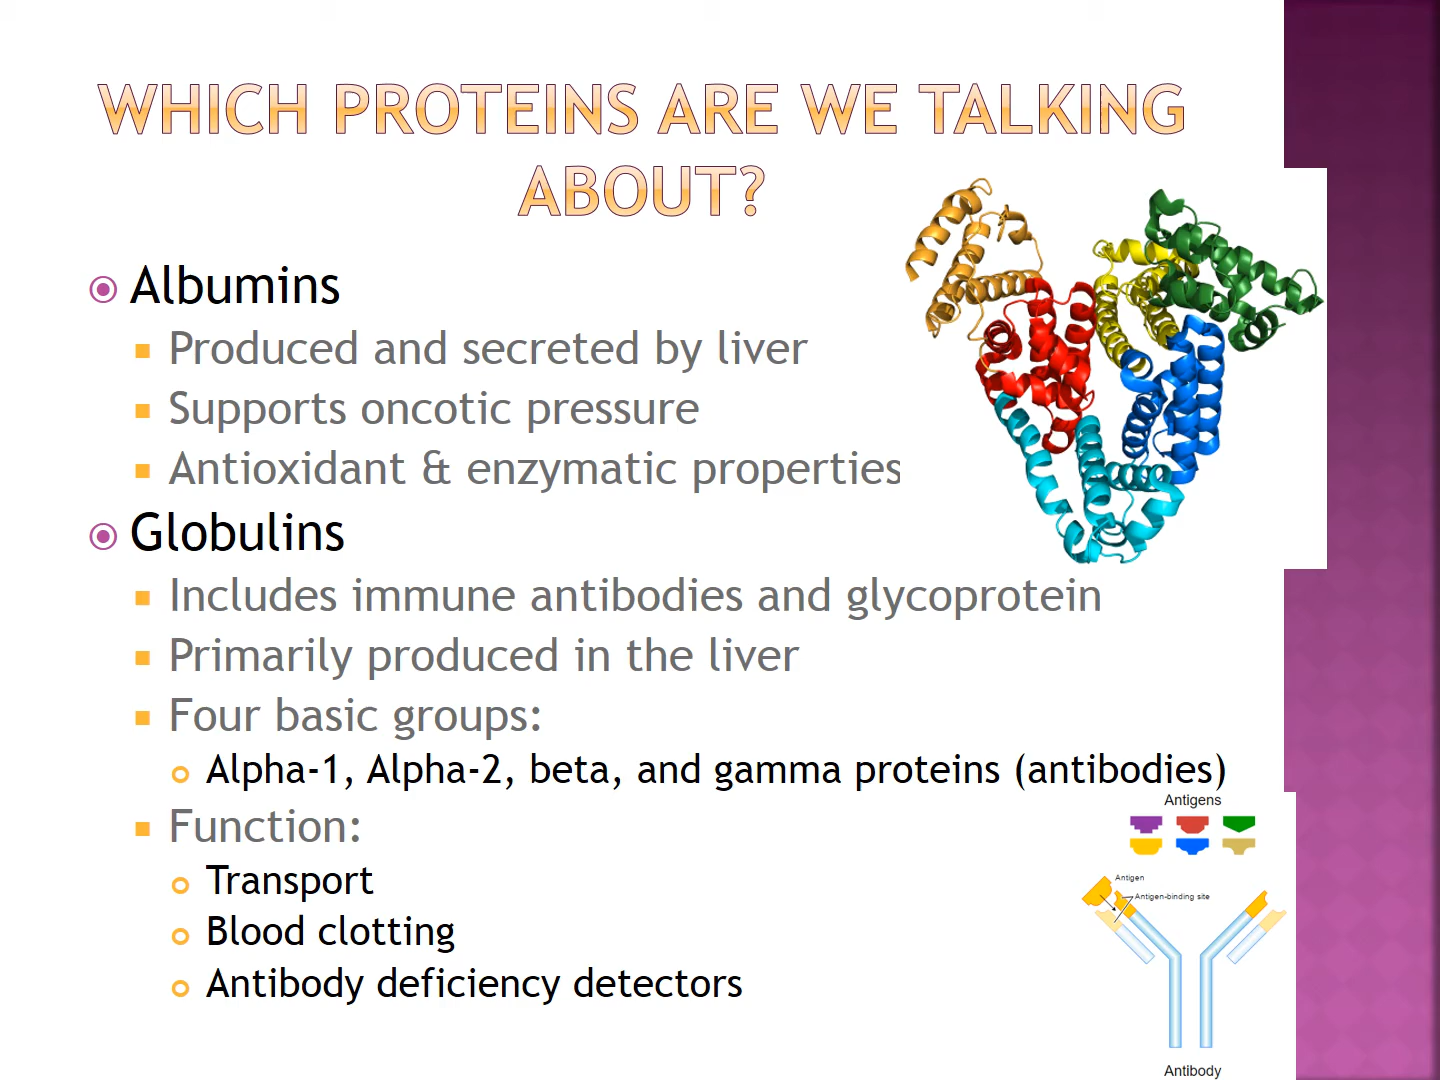 WHICH PROTEINS ARE WE TALKING
ABOUT?
Albumins
Produced and secreted by liver
Supports oncotic pressure
Antioxidant & enzymatic properties
Globulins
Includes immune antibodies and glycoprotein
Primarily produced in the liver
Four basic groups:
Alpha-1, Alpha-2, beta, and gamma proteins (antibodies)
Function:
Transport
Blood clotting
Antibody deficiency detectors
Antigens
Antigen
Antigen-binding site
Antibody